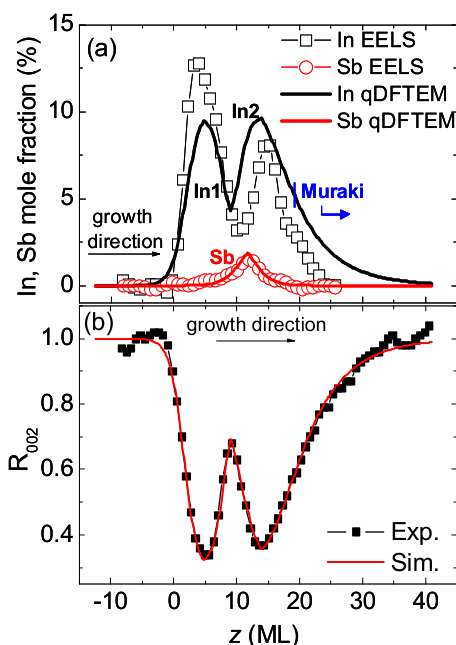 15
10
5
0
In, Sb mole fraction (%)
(a)
In EELS
Sb EELS
In qDFTEM
Sb qDFTEM
In1
In2
Sb
Muraki
growth direction
(b)
growth direction
1.0
0.8
0.6
0.4
R002
Exp.
Sim.
-10 0 10 20 30 40
z (ML)